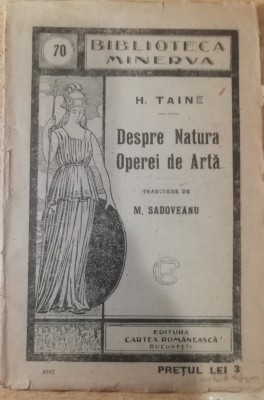 70
BIBLIOTECA
MINERVA
H. TAINE
Despre Natura
Operei de Artă
TRADUCERE DE
M. SADOVEANU
EDITURA
CARTEA ROMÂNEASCĂ
BUCUREȘTI
PREȚUL LEI 3